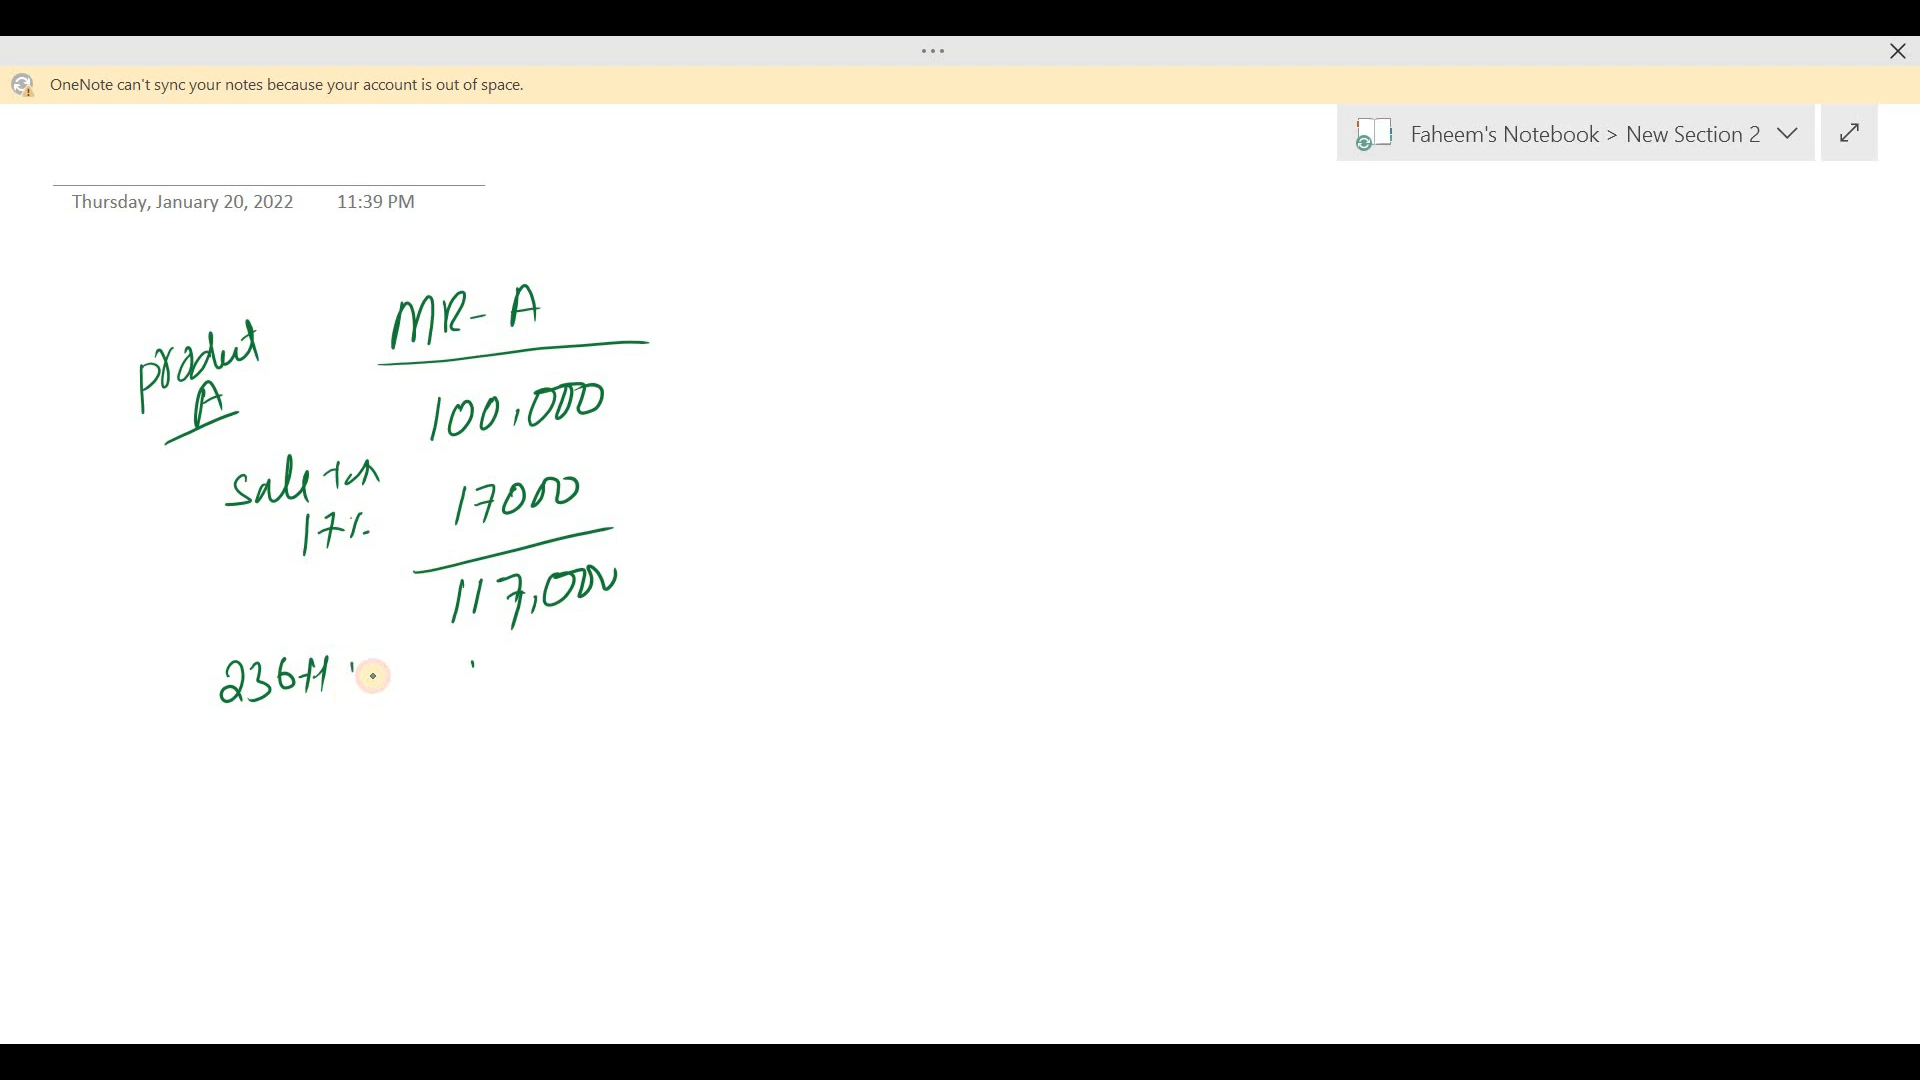 ...
OneNote can't sync your notes because your account is out of space.
Faheem's Notebook > New Section 2
Thursday, January 20, 2022 11:39 PM
MR- A
product
A
100,000
sale tax
17%
17000
117,000
236H